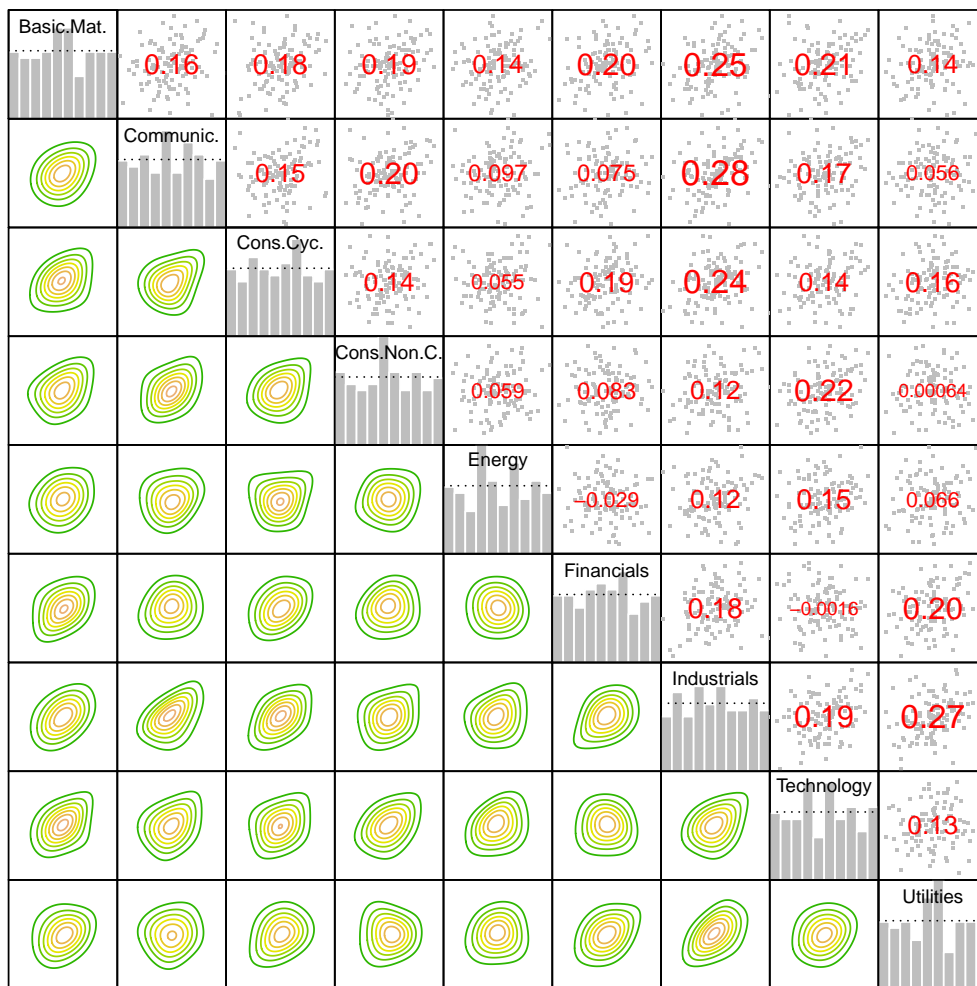 Basic.Mat. 0.16 0.18 0.19 0.14 0.20 0.25 0.21 0.14
Communic. 0.15 0.20 0.097 0.075 0.28 0.17 0.056
Cons.Cyc. 0.14 0.055 0.19 0.24 0.14 0.16
Cons.Non.C. 0.059 0.083 0.12 0.22 0.00064
Energy −0.029 0.12 0.15 0.066
Financials 0.18 −0.0016 0.20
Industrials 0.19 0.27
Technology 0.13
Utilities